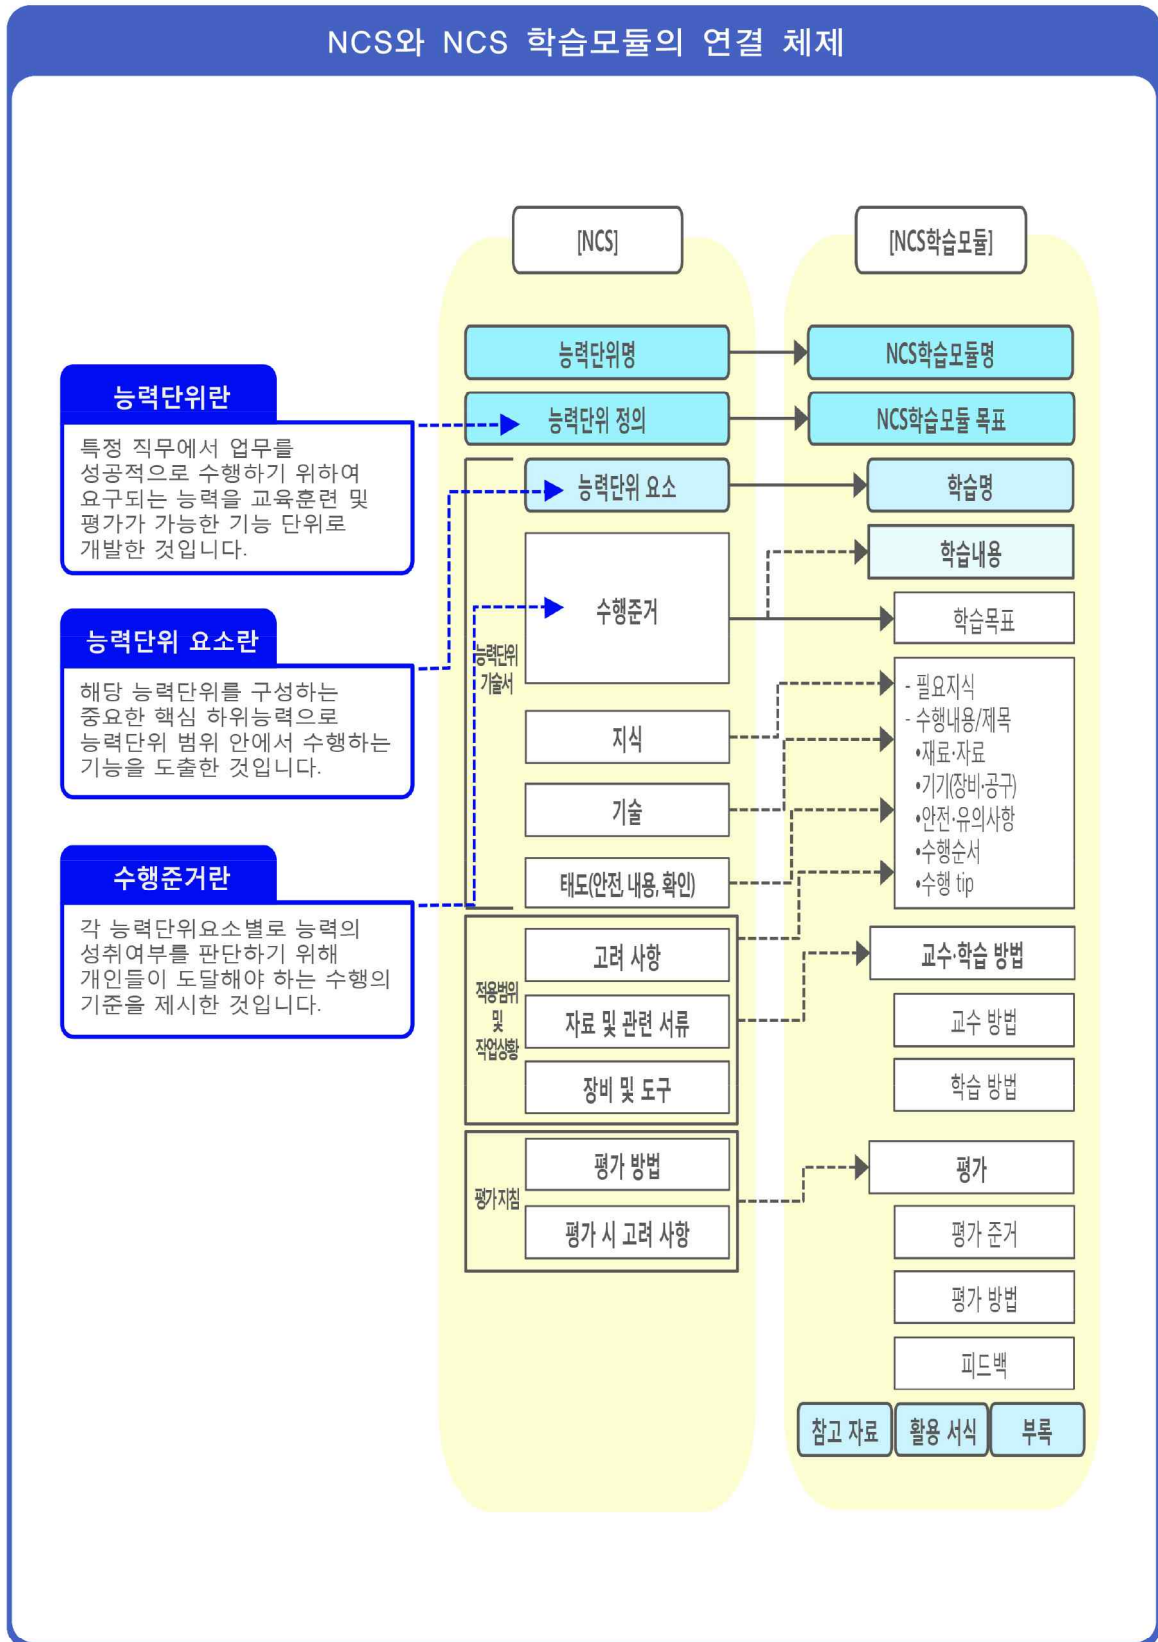 NCS와 NCS 학습모듈의 연결 체제
[NCS]
[NCS학습모듈]
능력단위명
NCS학습모듈명
능력단위란
특정 직무에서 업무를
성공적으로 수행하기 위하여
요구되는 능력을 교육훈련 및
평가가 가능한 기능 단위로
개발한 것입니다.
능력단위 정의
NCS학습모듈 목표
능력단위 요소
학습명
학습내용
수행준거
학습목표
능력단위 요소란
해당 능력단위를 구성하는
중요한 핵심 하위능력으로
능력단위 범위 안에서 수행하는
기능을 도출한 것입니다.
능력단위
기술서
- 필요지식
- 수행내용/제목
•재료·자료
•기기(장비·공구)
•안전·유의사항
•수행순서
•수행 tip
지식
기술
태도(안전, 내용, 확인)
수행준거란
각 능력단위요소별로 능력의
성취여부를 판단하기 위해
개인들이 도달해야 하는 수행의
기준을 제시한 것입니다.
적용범위
및
작업상황
고려 사항
자료 및 관련 서류
장비 및 도구
교수·학습 방법
교수 방법
학습 방법
평가 지침
평가 방법
평가 시 고려 사항
평가
평가 준거
평가 방법
피드백
참고 자료
활용 서식
부록